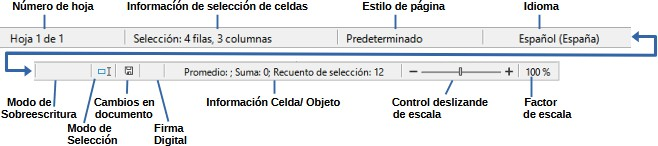 Número de hoja
Información de selección de celdas
Estilo de página
Idioma
Hoja 1 de 1
Selección: 4 filas, 3 columnas
Predeterminado
Español (España)
Promedio: ; Suma: 0; Recuento de selección: 12
100 %
Modo de
Sobreescritura
Modo de
Selección
Cambios en
documento
Firma
Digital
Información Celda/ Objeto
Control deslizande
de escala
Factor
de escala